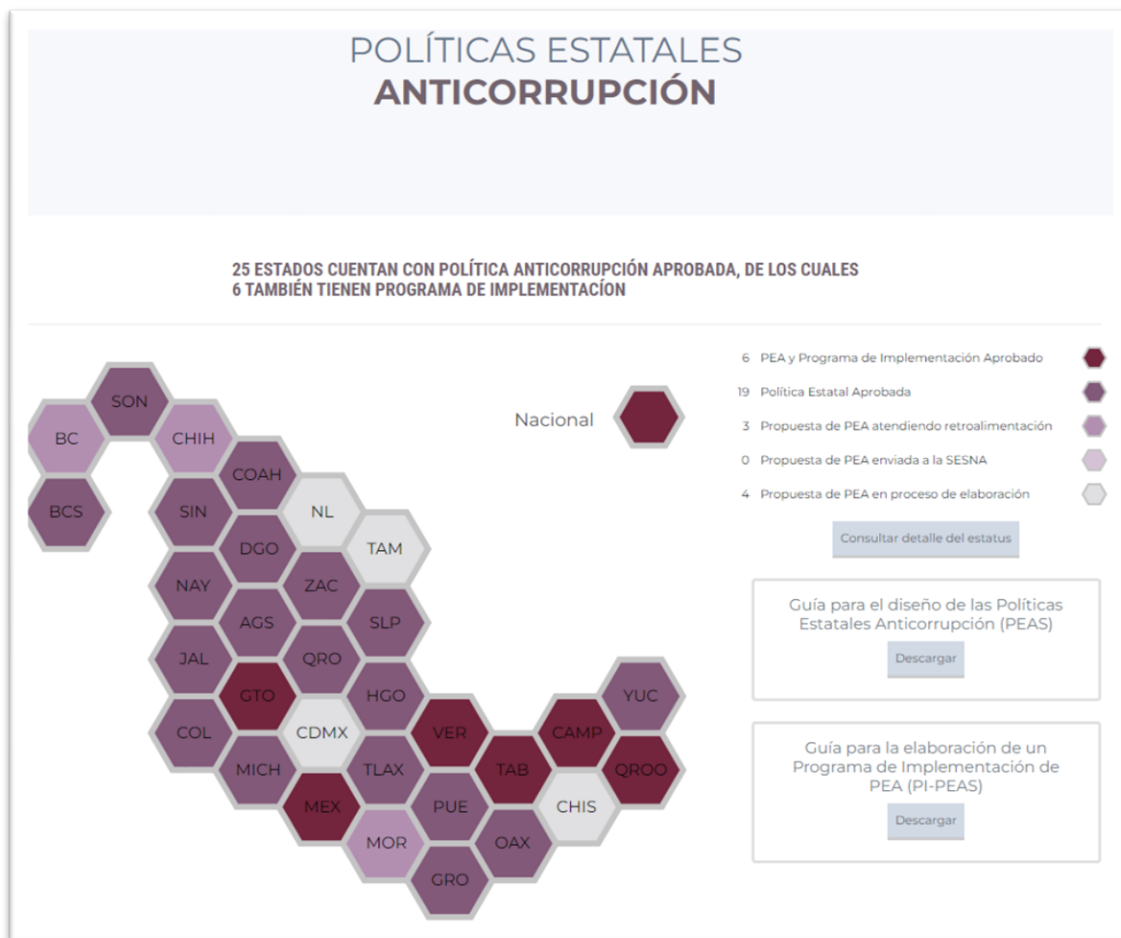 POLÍTICAS ESTATALES
ANTICORRUPCIÓN
25 ESTADOS CUENTAN CON POLÍTICA ANTICORRUPCIÓN APROBADA, DE LOS CUALES
6 TAMBIÉN TIENEN PROGRAMA DE IMPLEMENTACÍON
6 PEA y Programa de Implementación Aprobado
19 Política Estatal Aprobada
3 Propuesta de PEA atendiendo retroalimentación
0 Propuesta de PEA enviada a la SESNA
4 Propuesta de PEA en proceso de elaboración
Consultar detalle del estatus
Guía para el diseño de las Políticas
Estatales Anticorrupción (PEAS)
Descargar
Guía para la elaboración de un
Programa de Implementación de
PEA (PI-PEAS)
Descargar
Nacional
SON
BC
CHIH
COAH
BCS
SIN
NL
DGO
TAM
NAY
ZAC
AGS
SLP
JAL
QRO
GTO
HGO
YUC
COL
CDMX
VER
CAMP
MICH
TLAX
TAB
QROO
MEX
PUE
CHIS
MOR
OAX
GRO